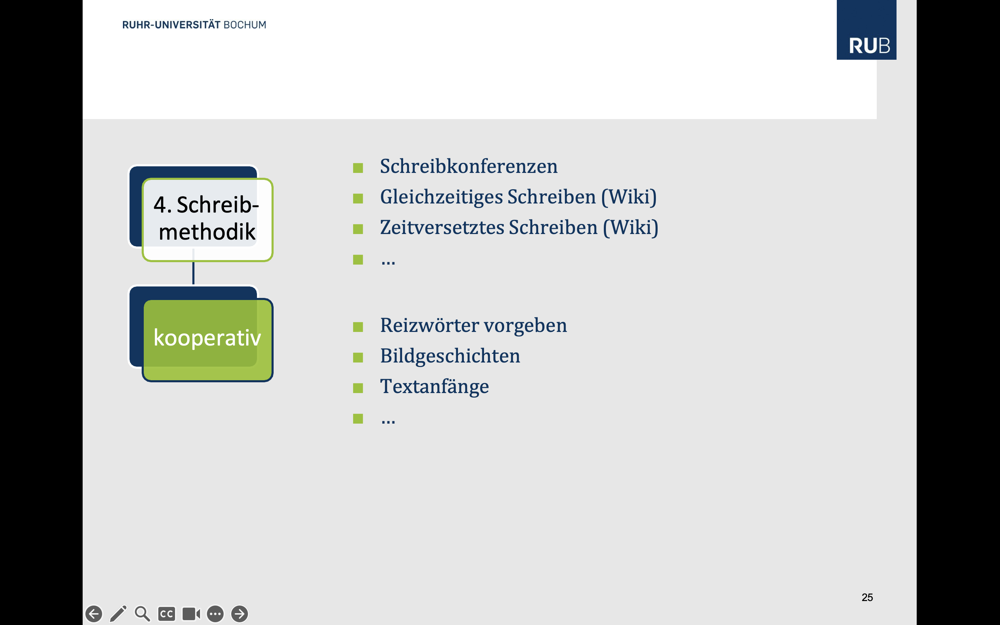 RUHR-UNIVERSITÄT BOCHUM
RUB
4. Schreib-
methodik
kooperativ
Schreibkonferenzen
Gleichzeitiges Schreiben (Wiki)
Zeitversetztes Schreiben (Wiki)
...
Reizwörter vorgeben
Bildgeschichten
Textanfänge
...
25
CC